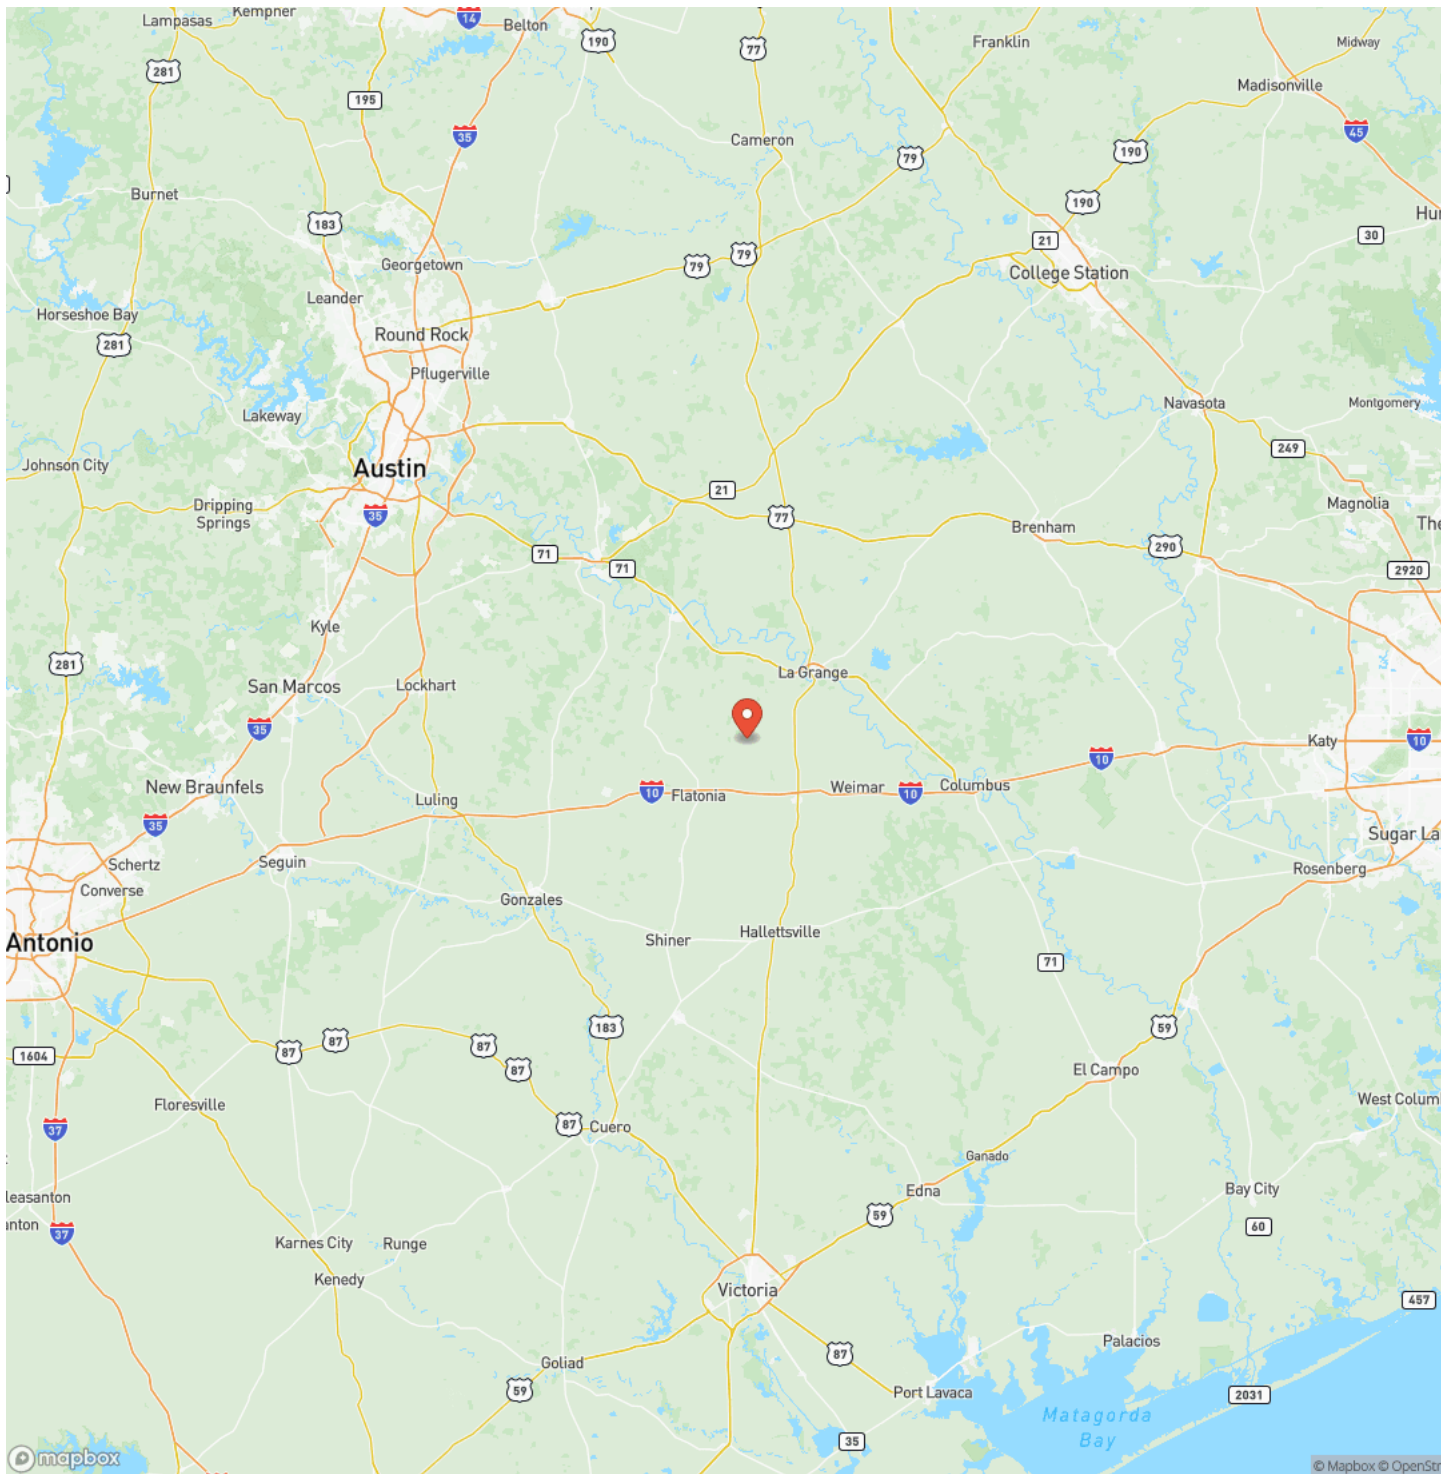 Lampasas
Kempner
14
Belton
190
77
Franklin
Midway
281
Madisonville
195
35
45
Cameron
79
190
Burnet
190
183
Hu
30
21
79
79
Georgetown
College Station
Leander
Horseshoe Bay
Round Rock
281
Pflugerville
Navasota
Montgomery
Lakeway
249
Johnson City
Austin
21
Dripping
Springs
35
77
Magnolia
Brenham
The
290
71
71
2920
Kyle
281
La Grange
San Marcos
Lockhart
35
10
Katy
10
New Braunfels
10
Flatonia
Weimar
10
Columbus
Luling
35
Sugar La
Schertz
Seguin
Rosenberg
Converse
Gonzales
Antonio
Shiner
Hallettsville
71
183
59
87
87
87
1604
87
El Campo
Floresville
West Colum
37
87
Cuero
Ganado
leasanton
Edna
Bay City
anton
59
60
37
Karnes City
Runge
Kenedy
Victoria
457
Palacios
87
Goliad
59
Port Lavaca
2031
Matagorda
Bay
35
mapbox
© Mapbox © OpenStr